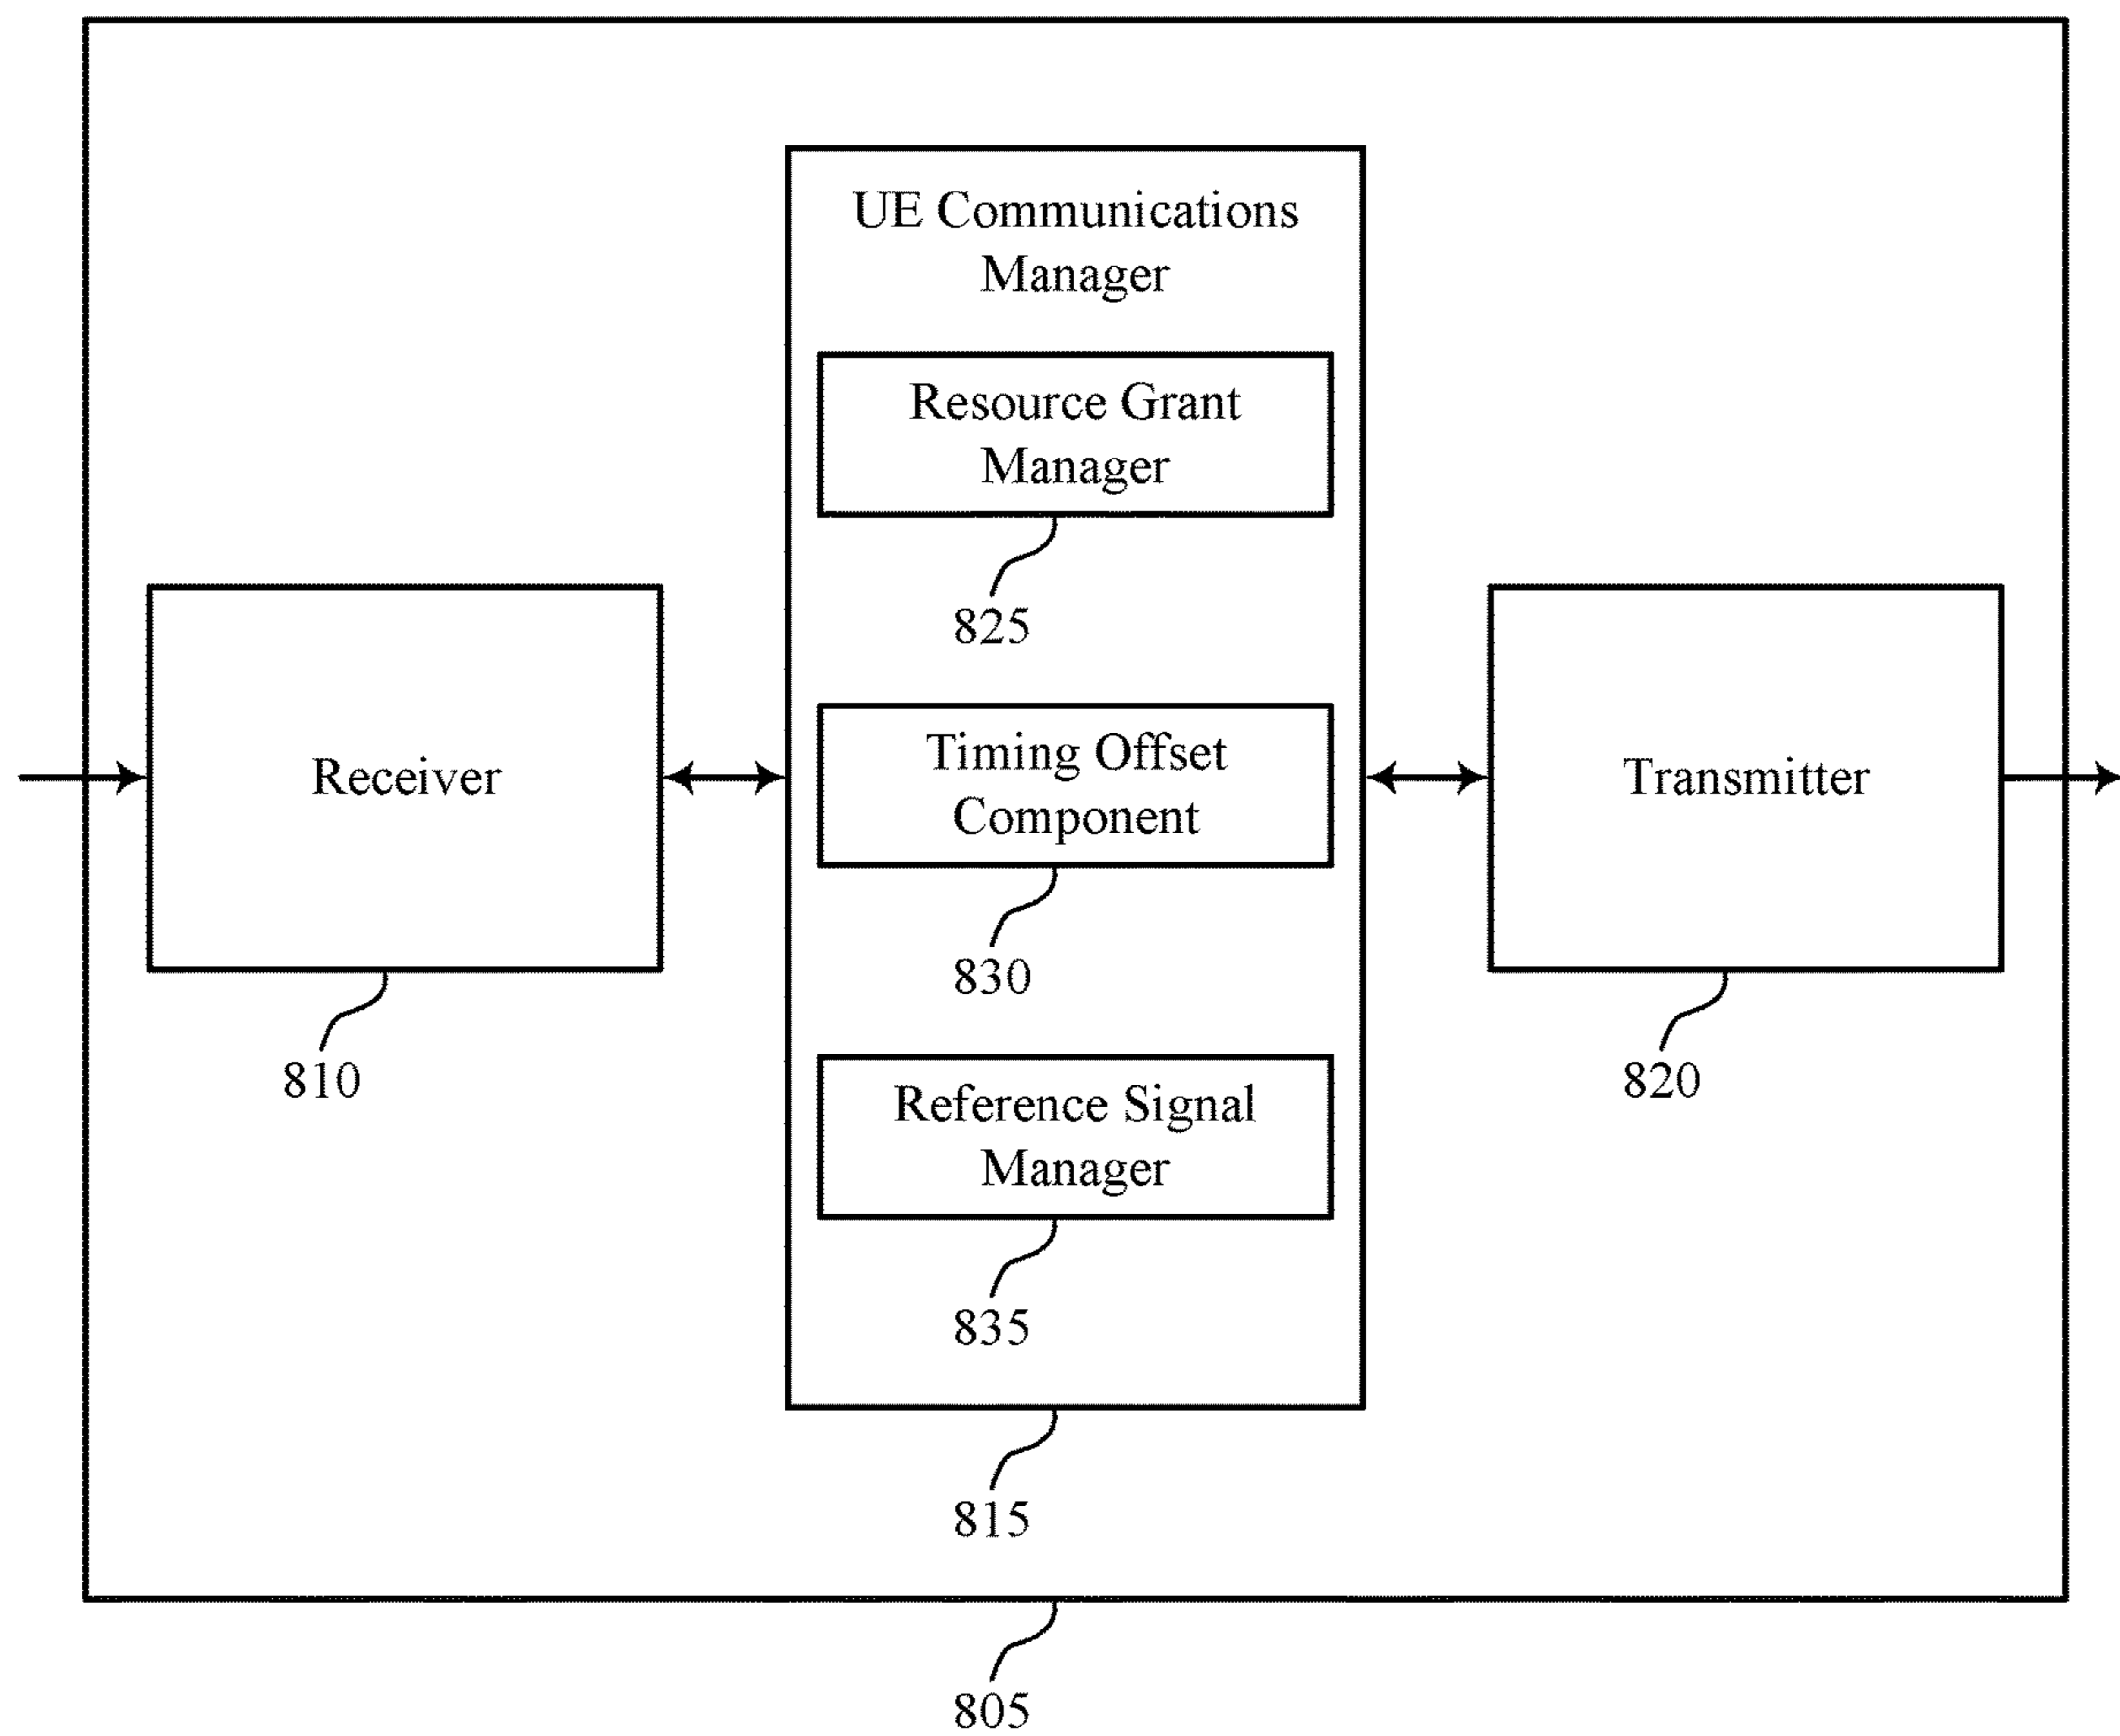 UE Communications
Manager
Resource Grant
Manager
825
Receiver
810
Timing Offset
Component
830
Transmitter
820
Reference Signal
Manager
835
815
805